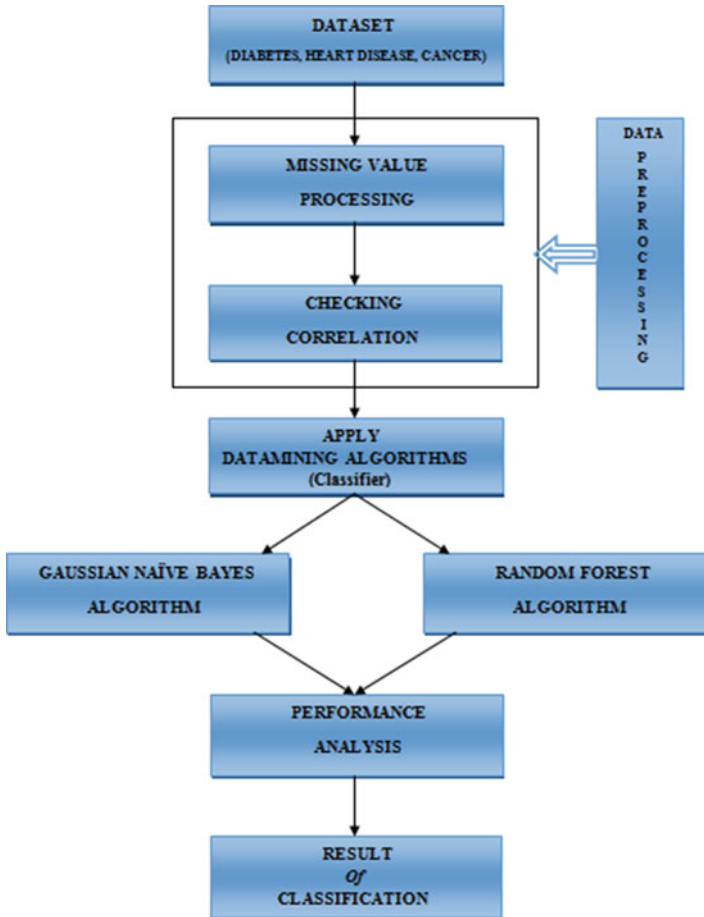 DATASET
(DIABETES, HEART DISEASE, CANCER)
MISSING VALUE
PROCESSING
DATA
P
R
E
P
R
O
C
E
S
S
I
N
G
CHECKING
CORRELATION
APPLY
DATAMINING ALGORITHMS
(Classifier)
GAUSSIAN NAÏVE BAYES
ALGORITHM
RANDOM FOREST
ALGORITHM
PERFORMANCE
ANALYSIS
RESULT
Of
CLASSIFICATION